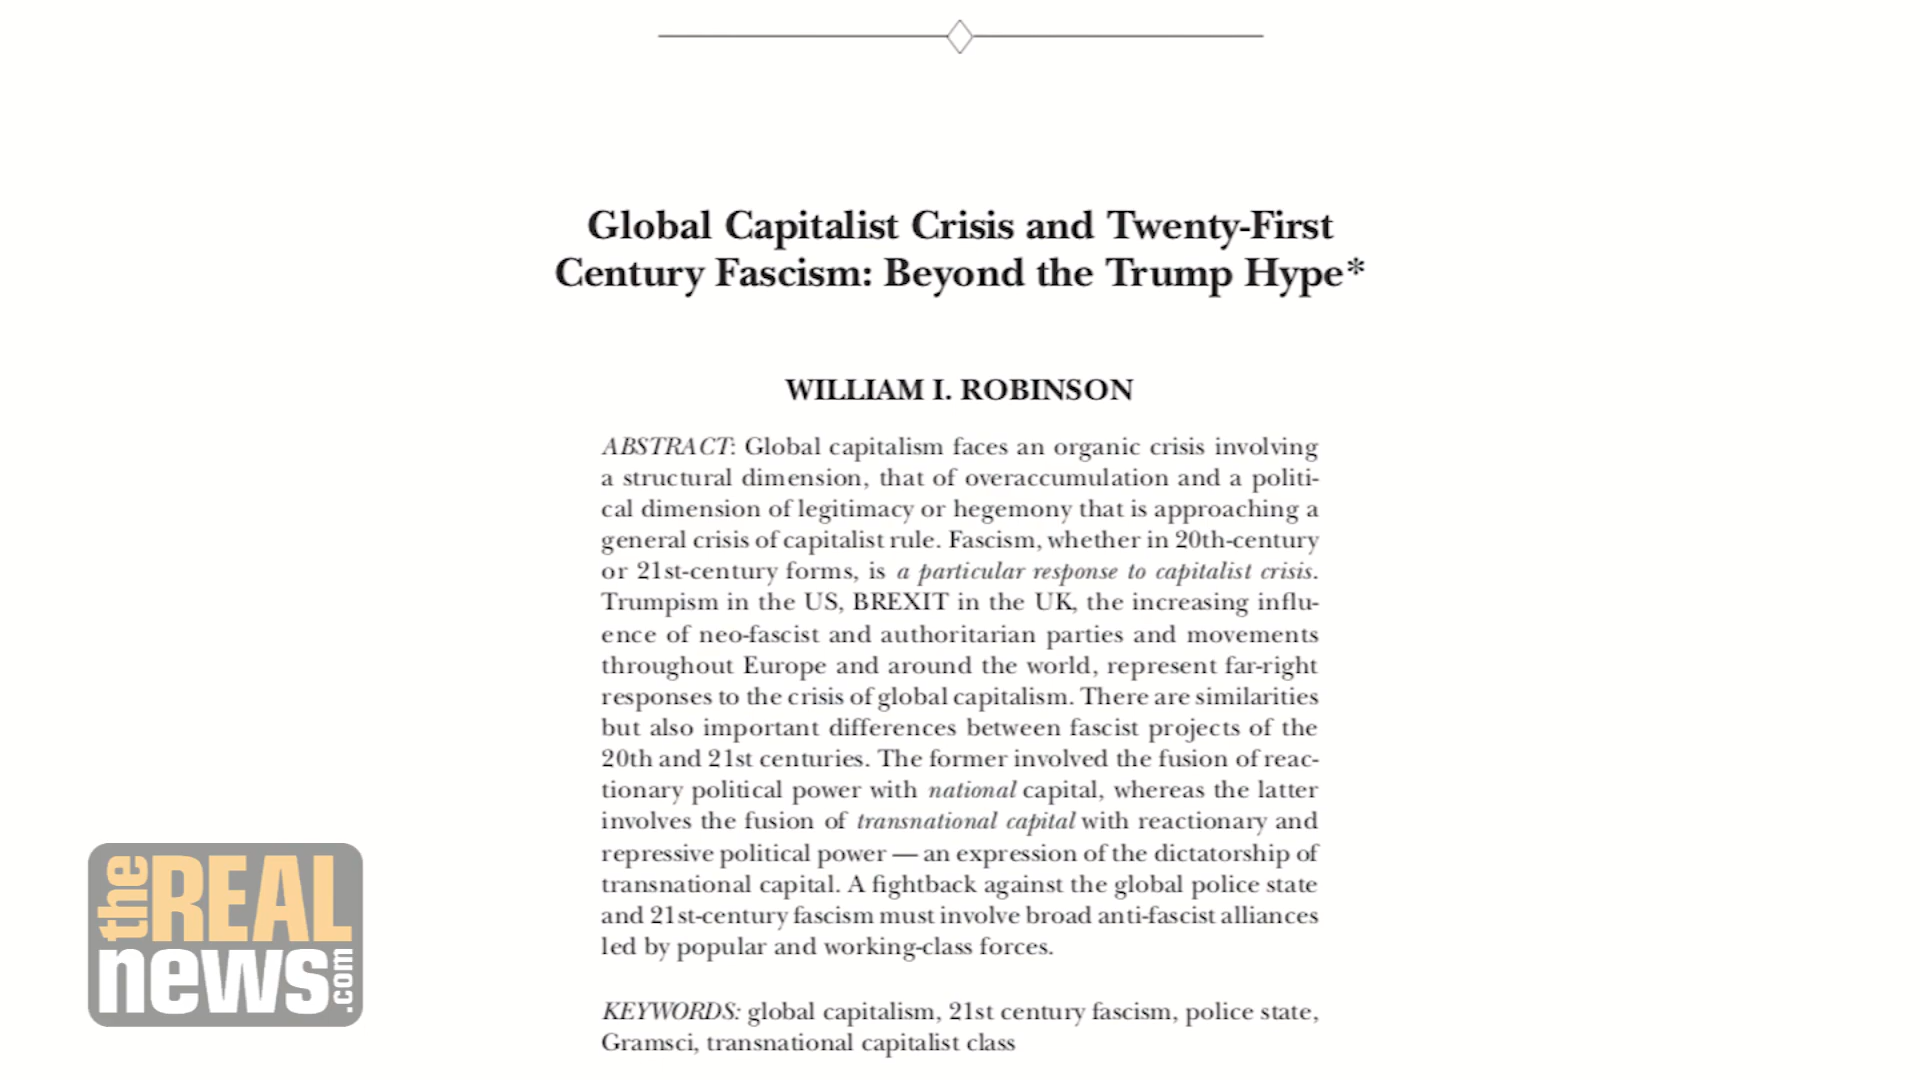 Global Capitalist Crisis and Twenty-First
Century Fascism: Beyond the Trump Hype*
WILLIAM I. ROBINSON
ABSTRACT: Global capitalism faces an organic crisis involving
a structural dimension, that of overaccumulation and a politi-
cal dimension of legitimacy or hegemony that is approaching a
general crisis of capitalist rule. Fascism, whether in 20th-century
or 21st-century forms, is a particular response to capitalist crisis.
Trumpism in the US, BREXIT in the UK, the increasing influ-
ence of neo-fascist and authoritarian parties and movements
throughout Europe and around the world, represent far-right
responses to the crisis of global capitalism. There are similarities
but also important differences between fascist projects of the
20th and 21st centuries. The former involved the fusion of reac-
tionary political power with national capital, whereas the latter
involves the fusion of transnational capital with reactionary and
repressive political power — an expression of the dictatorship of
transnational capital. A fightback against the global police state
and 21st-century fascism must involve broad anti-fascist alliances
led by popular and working-class forces.
KEYWORDS: global capitalism, 21st century fascism, police state,
Gramsci, transnational capitalist class
the REAL
news.com